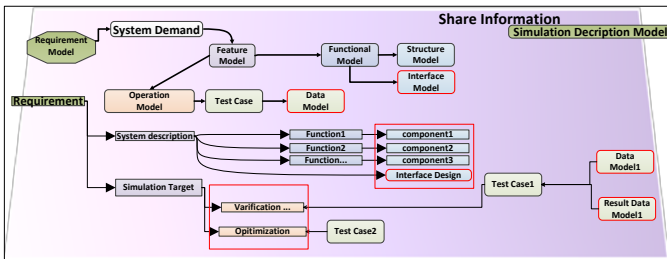 Share Information
Simulation Decription Model
Requirement
Model
System Demand
Feature
Model
Functional
Model
Structure
Model
Interface
Model
Operation
Model
Test Case
Data
Model
Requirement
System description
Function1
component1
Function2
component2
Function...
component3
Interface Design
Simulation Target
Varification ...
Opitimization
Test Case1
Test Case2
Data
Model1
Result Data
Model1